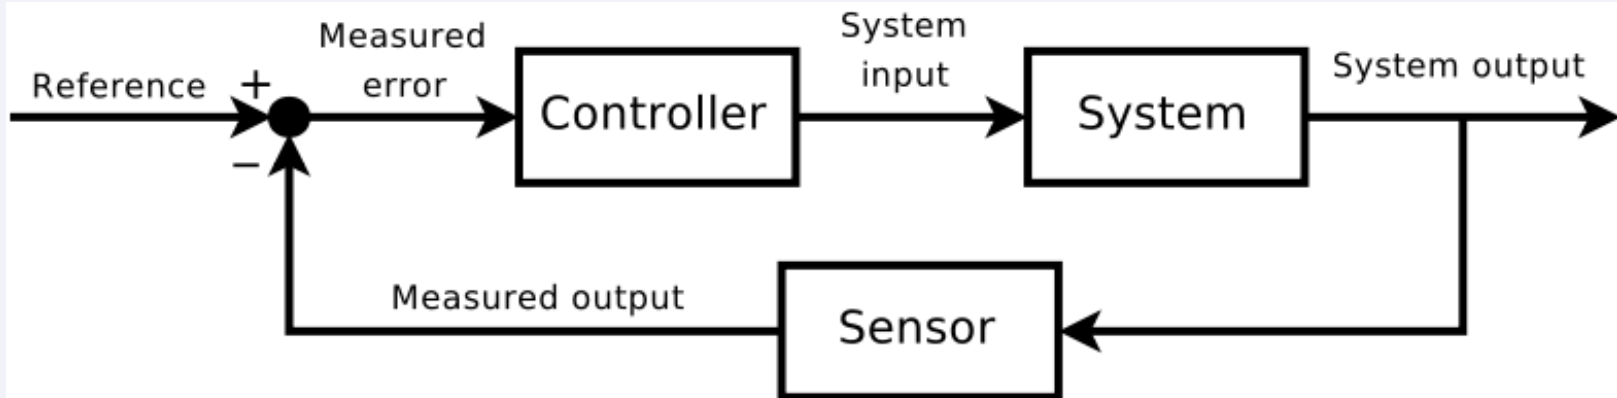 Reference
+
−
Measured
error
Controller
System
input
System
System output
Measured output
Sensor